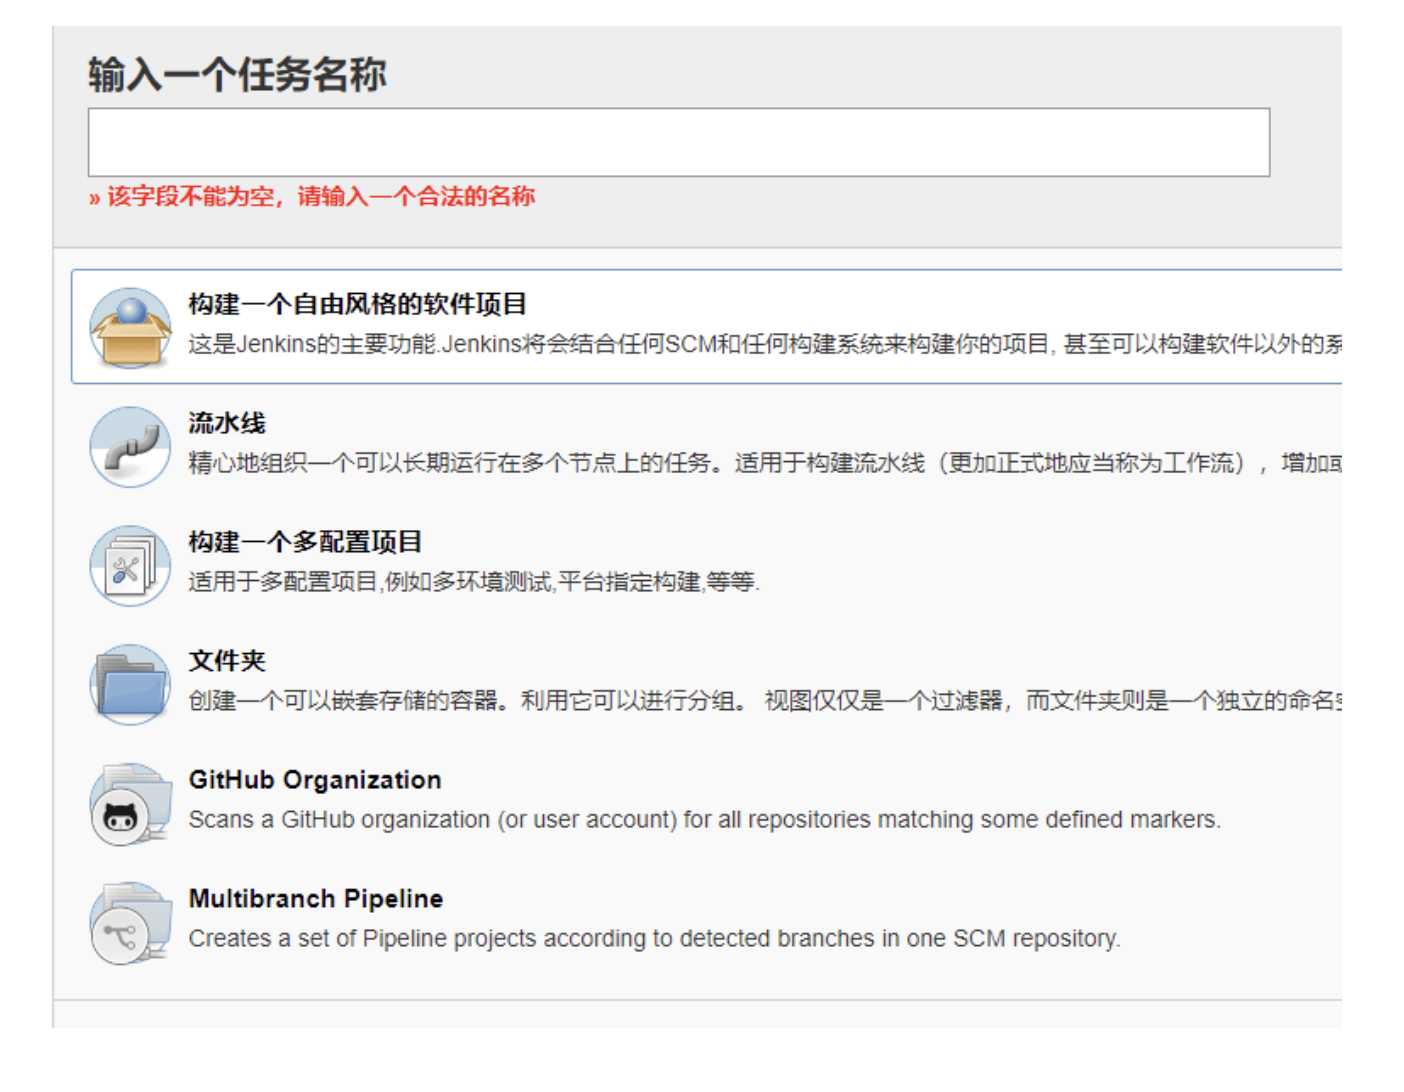 输入一个任务名称
» 该字段不能为空，请输入一个合法的名称
构建一个自由风格的软件项目
这是Jenkins的主要功能.Jenkins将会结合任何SCM和任何构建系统来构建你的项目, 甚至可以构建软件以外的系
流水线
精心地组织一个可以长期运行在多个节点上的任务。适用于构建流水线（更加正式地应当称为工作流），增加或
构建一个多配置项目
适用于多配置项目,例如多环境测试,平台指定构建,等等.
文件夹
创建一个可以嵌套存储的容器。利用它可以进行分组。 视图仅仅是一个过滤器，而文件夹则是一个独立的命名空
GitHub Organization
Scans a GitHub organization (or user account) for all repositories matching some defined markers.
Multibranch Pipeline
Creates a set of Pipeline projects according to detected branches in one SCM repository.